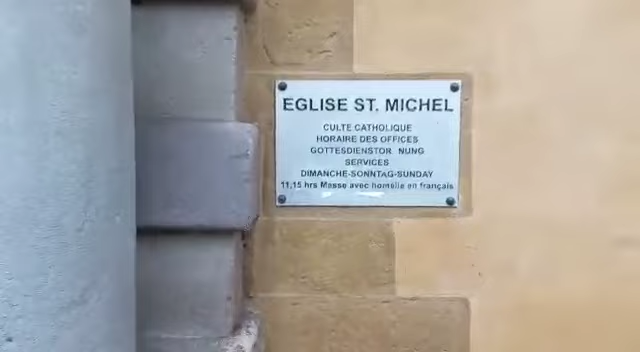 EGLISE ST. MICHEL
CULTE CATHOLIQUE
HORAIRE DES OFFICES
GOTTESDIENSTOR NUNG
SERVICES
DIMANCHE-SONNTAG-SUNDAY
11,15 hrs Masse avec homélie en français